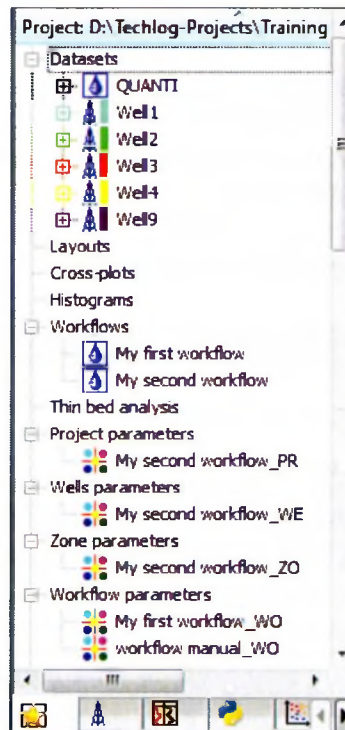 Project: D:\Techlog-Projects\Training
Datasets
QUANTI
Well1
Well2
Well3
Well4
Well9
Layouts
Cross-plots
Histograms
Workflows
My first workflow
My second workflow
Thin bed analysis
Project parameters
My second workflow_PR
Wells parameters
My second workflow_WE
Zone parameters
My second workflow_ZO
Workflow parameters
My first workflow_WO
workflow manual_WO